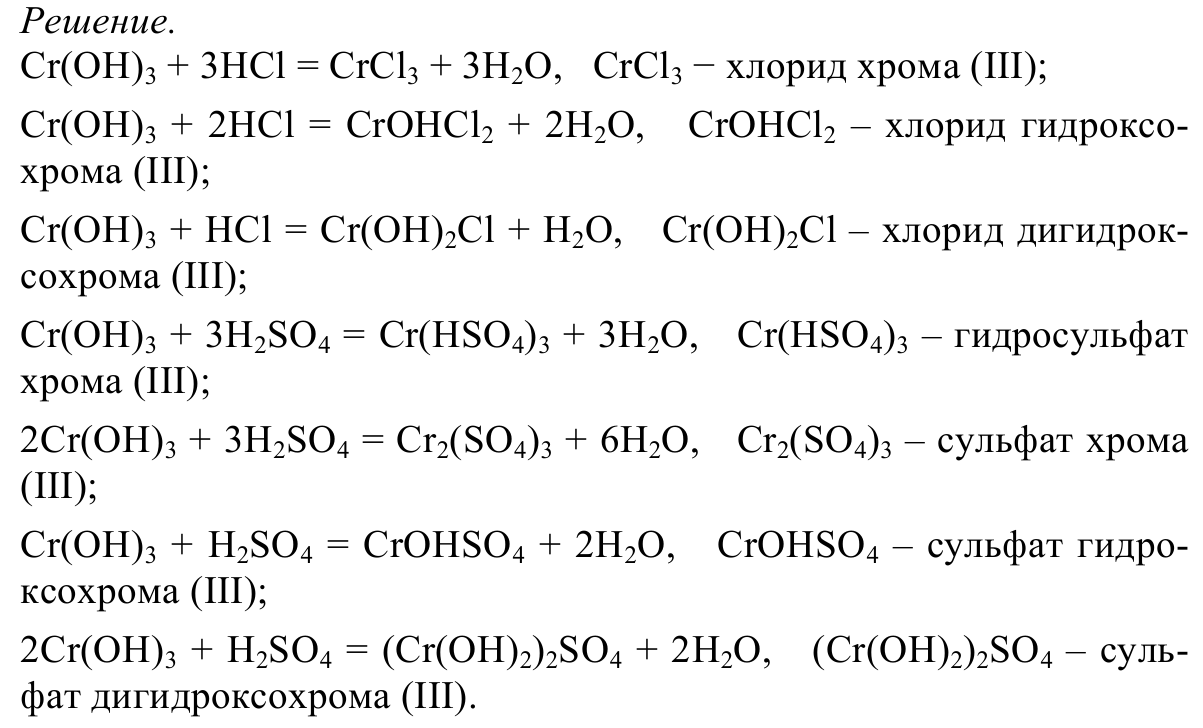 Решение.
Cr(OH)₃ + 3HCl = CrCl₃ + 3H₂O, CrCl₃ − хлорид хрома (III);
Cr(OH)₃ + 2HCl = CrOHCl₂ + 2H₂O, CrOHCl₂ – хлорид гидроксо-
хрома (III);
Cr(OH)₃ + HCl = Cr(OH)₂Cl + H₂O, Cr(OH)₂Cl – хлорид дигидрок-
сохрома (III);
Cr(OH)₃ + 3H₂SO₄ = Cr(HSO₄)₃ + 3H₂O, Cr(HSO₄)₃ – гидросульфат
хрома (III);
2Cr(OH)₃ + 3H₂SO₄ = Cr₂(SO₄)₃ + 6H₂O, Cr₂(SO₄)₃ – сульфат хрома
(III);
Cr(OH)₃ + H₂SO₄ = CrOHSO₄ + 2H₂O, CrOHSO₄ – сульфат гидро-
ксохрома (III);
2Cr(OH)₃ + H₂SO₄ = (Cr(OH)₂)₂SO₄ + 2H₂O, (Cr(OH)₂)₂SO₄ – суль-
фат дигидроксохрома (III).